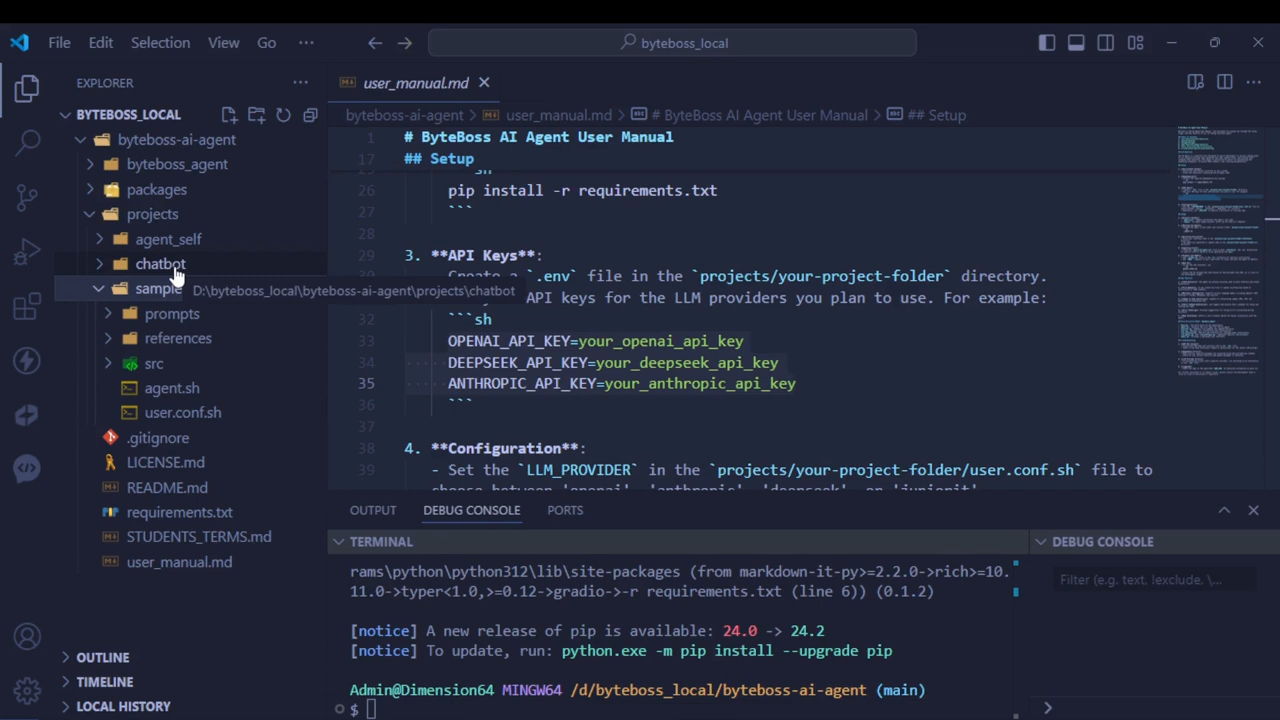 File Edit Selection View Go ···
byteboss_local
EXPLORER ···
BYTEBOSS_LOCAL
byteboss-ai-agent
byteboss_agent
packages
projects
agent_self
chatbot
sample
D:\byteboss_local\byteboss-ai-agent\projects\chatbot
prompts
references
src
agent.sh
user.conf.sh
.gitignore
LICENSE.md
README.md
requirements.txt
STUDENTS_TERMS.md
user_manual.md
OUTLINE
TIMELINE
LOCAL HISTORY
user_manual.md
byteboss-ai-agent > user_manual.md > # ByteBoss AI Agent User Manual > ## Setup
1 # ByteBoss AI Agent User Manual
17 ## Setup
26 pip install -r requirements.txt
27 ```
28
29 3. **API Keys**:
file in the `projects/your-project-folder` directory.
API keys for the LLM providers you plan to use. For example:
32 ```sh
33 OPENAI_API_KEY=your_openai_api_key
34 DEEPSEEK_API_KEY=your_deepseek_api_key
35 ANTHROPIC_API_KEY=your_anthropic_api_key
36 ```
37
38 4. **Configuration**:
39 - Set the `LLM_PROVIDER` in the `projects/your-project-folder/user.conf.sh` file to
OUTPUT DEBUG CONSOLE PORTS
TERMINAL
rams\python\python312\lib\site-packages (from markdown-it-py>=2.2.0->rich>=10.
11.0->typer<1.0,>=0.12->gradio->-r requirements.txt (line 6)) (0.1.2)
[notice] A new release of pip is available: 24.0 -> 24.2
[notice] To update, run: python.exe -m pip install --upgrade pip
Admin@Dimension64 MINGW64 /d/byteboss_local/byteboss-ai-agent (main)
$
DEBUG CONSOLE
Filter (e.g. text, !exclude, \...